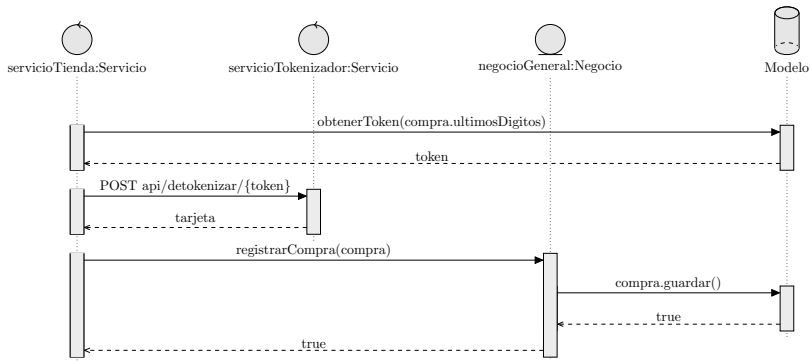 servicioTienda:Servicio
servicioTokenizador:Servicio
negocioGeneral:Negocio
Modelo
obtenerToken(compra.ultimosDigitos)
token
POST api/detokenizar/{token}
tarjeta
registrarCompra(compra)
compra.guardar()
true
true